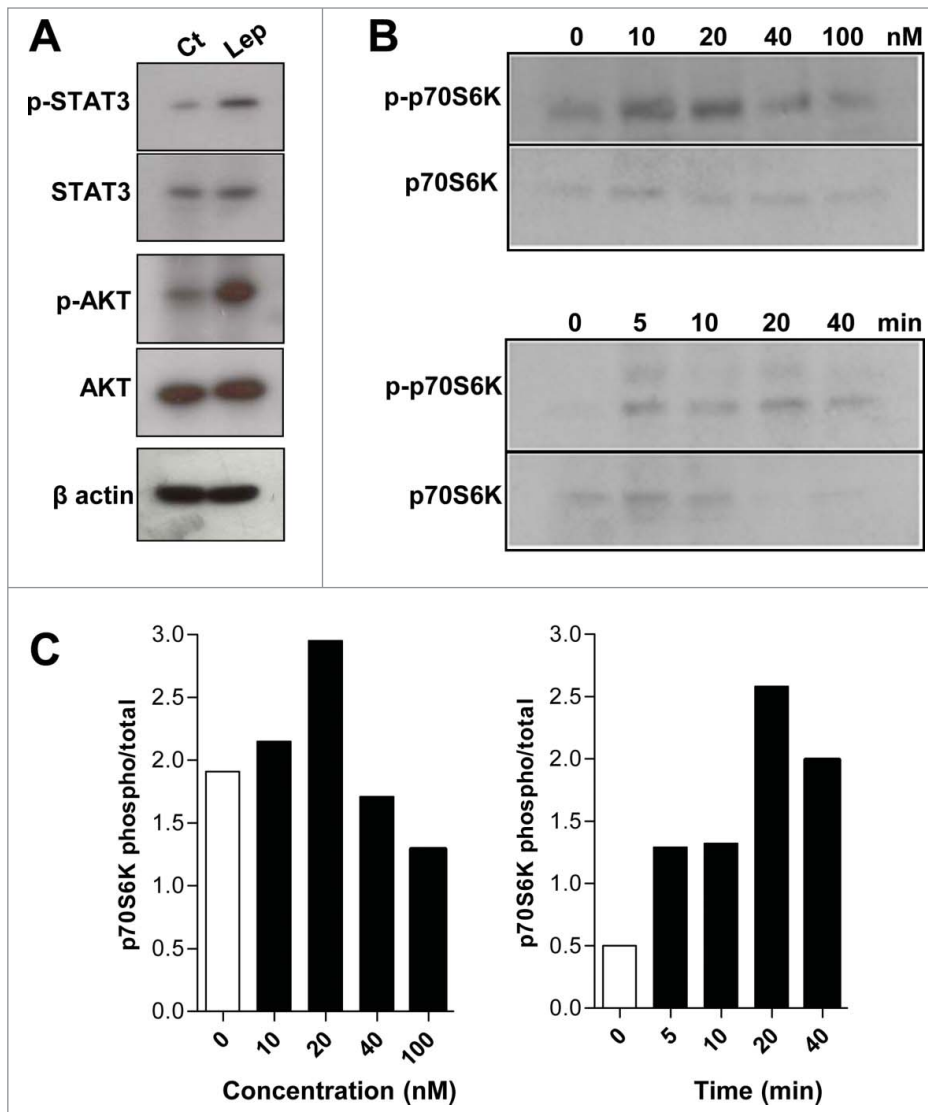 A
Ct Lep
p-STAT3
STAT3
p-AKT
AKT
β actin
B
0 10 20 40 100 nM
p-p70S6K
p70S6K
0 5 10 20 40 min
p-p70S6K
p70S6K
C
p70S6K phospho/total
3.0
2.5
2.0
1.5
1.0
0.5
0.0
0 10 20 40 100
Concentration (nM)
p70S6K phospho/total
3.0
2.5
2.0
1.5
1.0
0.5
0.0
0 5 10 20 40
Time (min)